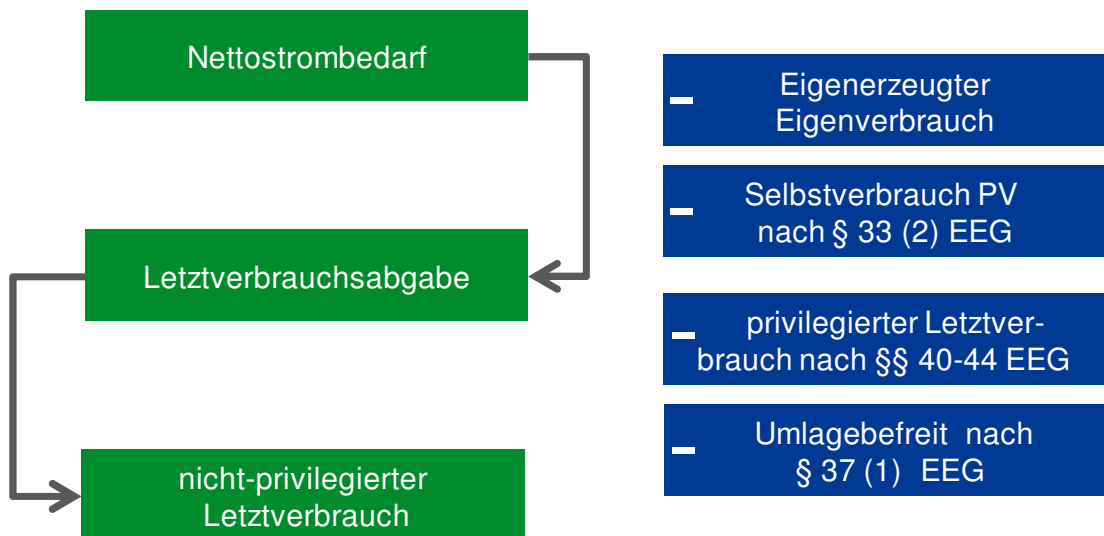 Nettostrombedarf
Letztverbrauchsabgabe
nicht-privilegierter
Letztverbrauch
– Eigenerzeugter
Eigenverbrauch
– Selbstverbrauch PV
nach § 33 (2) EEG
– privilegierter Letztver-
brauch nach §§ 40-44 EEG
– Umlagebefreit nach
§ 37 (1) EEG